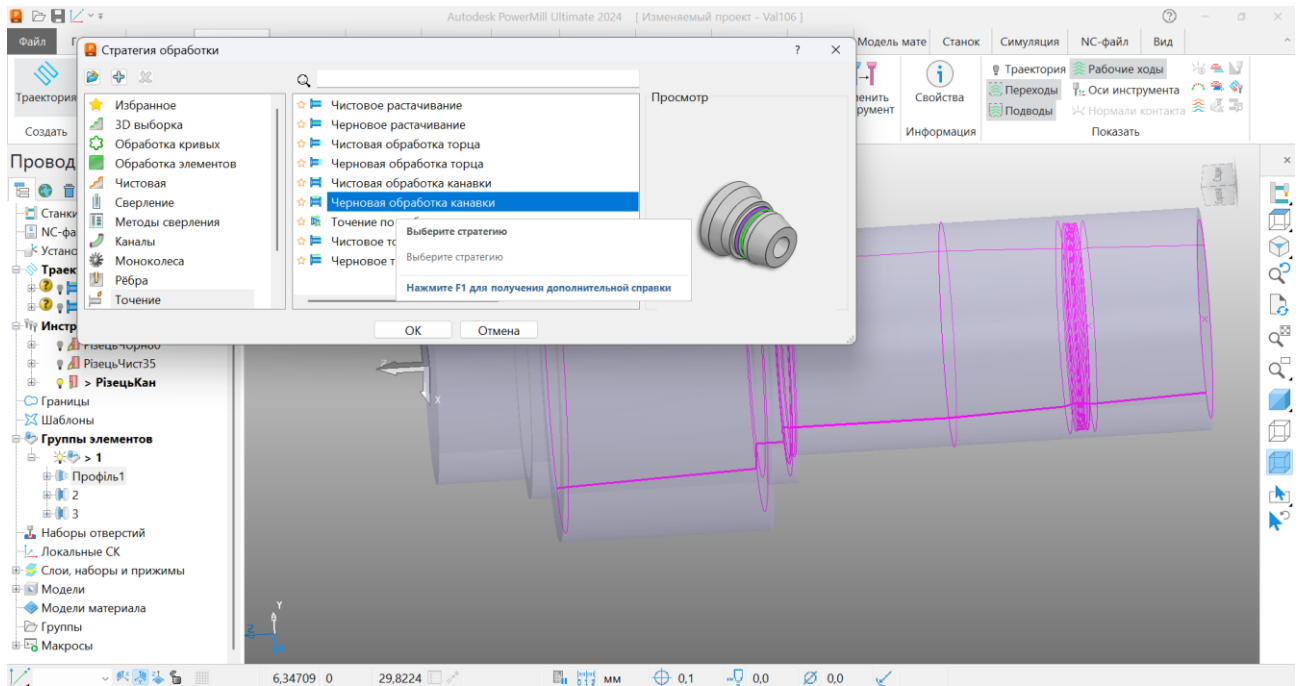 Autodesk PowerMill Ultimate 2024 [ Изменяемый проект - Val106 ]
Файл
Модель мате Станок Симуляция NC-файл Вид
Стратегия обработки
Траектория
Создать
Избранное
3D выборка
Обработка кривых
Обработка элементов
Чистовая
Сверление
Методы сверления
Каналы
Моноколеса
Рёбра
Точение
Чистовое растачивание
Черновое растачивание
Чистовая обработка торца
Черновая обработка торца
Чистовая обработка канавки
Черновая обработка канавки
Точение по
Чистовое то
Черновое т
Выберите стратегию
Выберите стратегию
Нажмите F1 для получения дополнительной справки
Просмотр
ОК Отмена
Свойства
Информация
Траектория Рабочие ходы
Переходы Оси инструмента
Подводы Нормали контакта
Показать
Провод
Станки
NC-фа
Устано
Траек
Инстр
РізецьЧист35
> РізецьКан
Границы
Шаблоны
Группы элементов
> 1
Профіль1
2
3
Наборы отверстий
Локальные СК
Слои, наборы и прижимы
Модели
Модели материала
Группы
Макросы
Z
X
Y
Z
6,34709 0 29,8224 мм 0,1 0,0 0,0